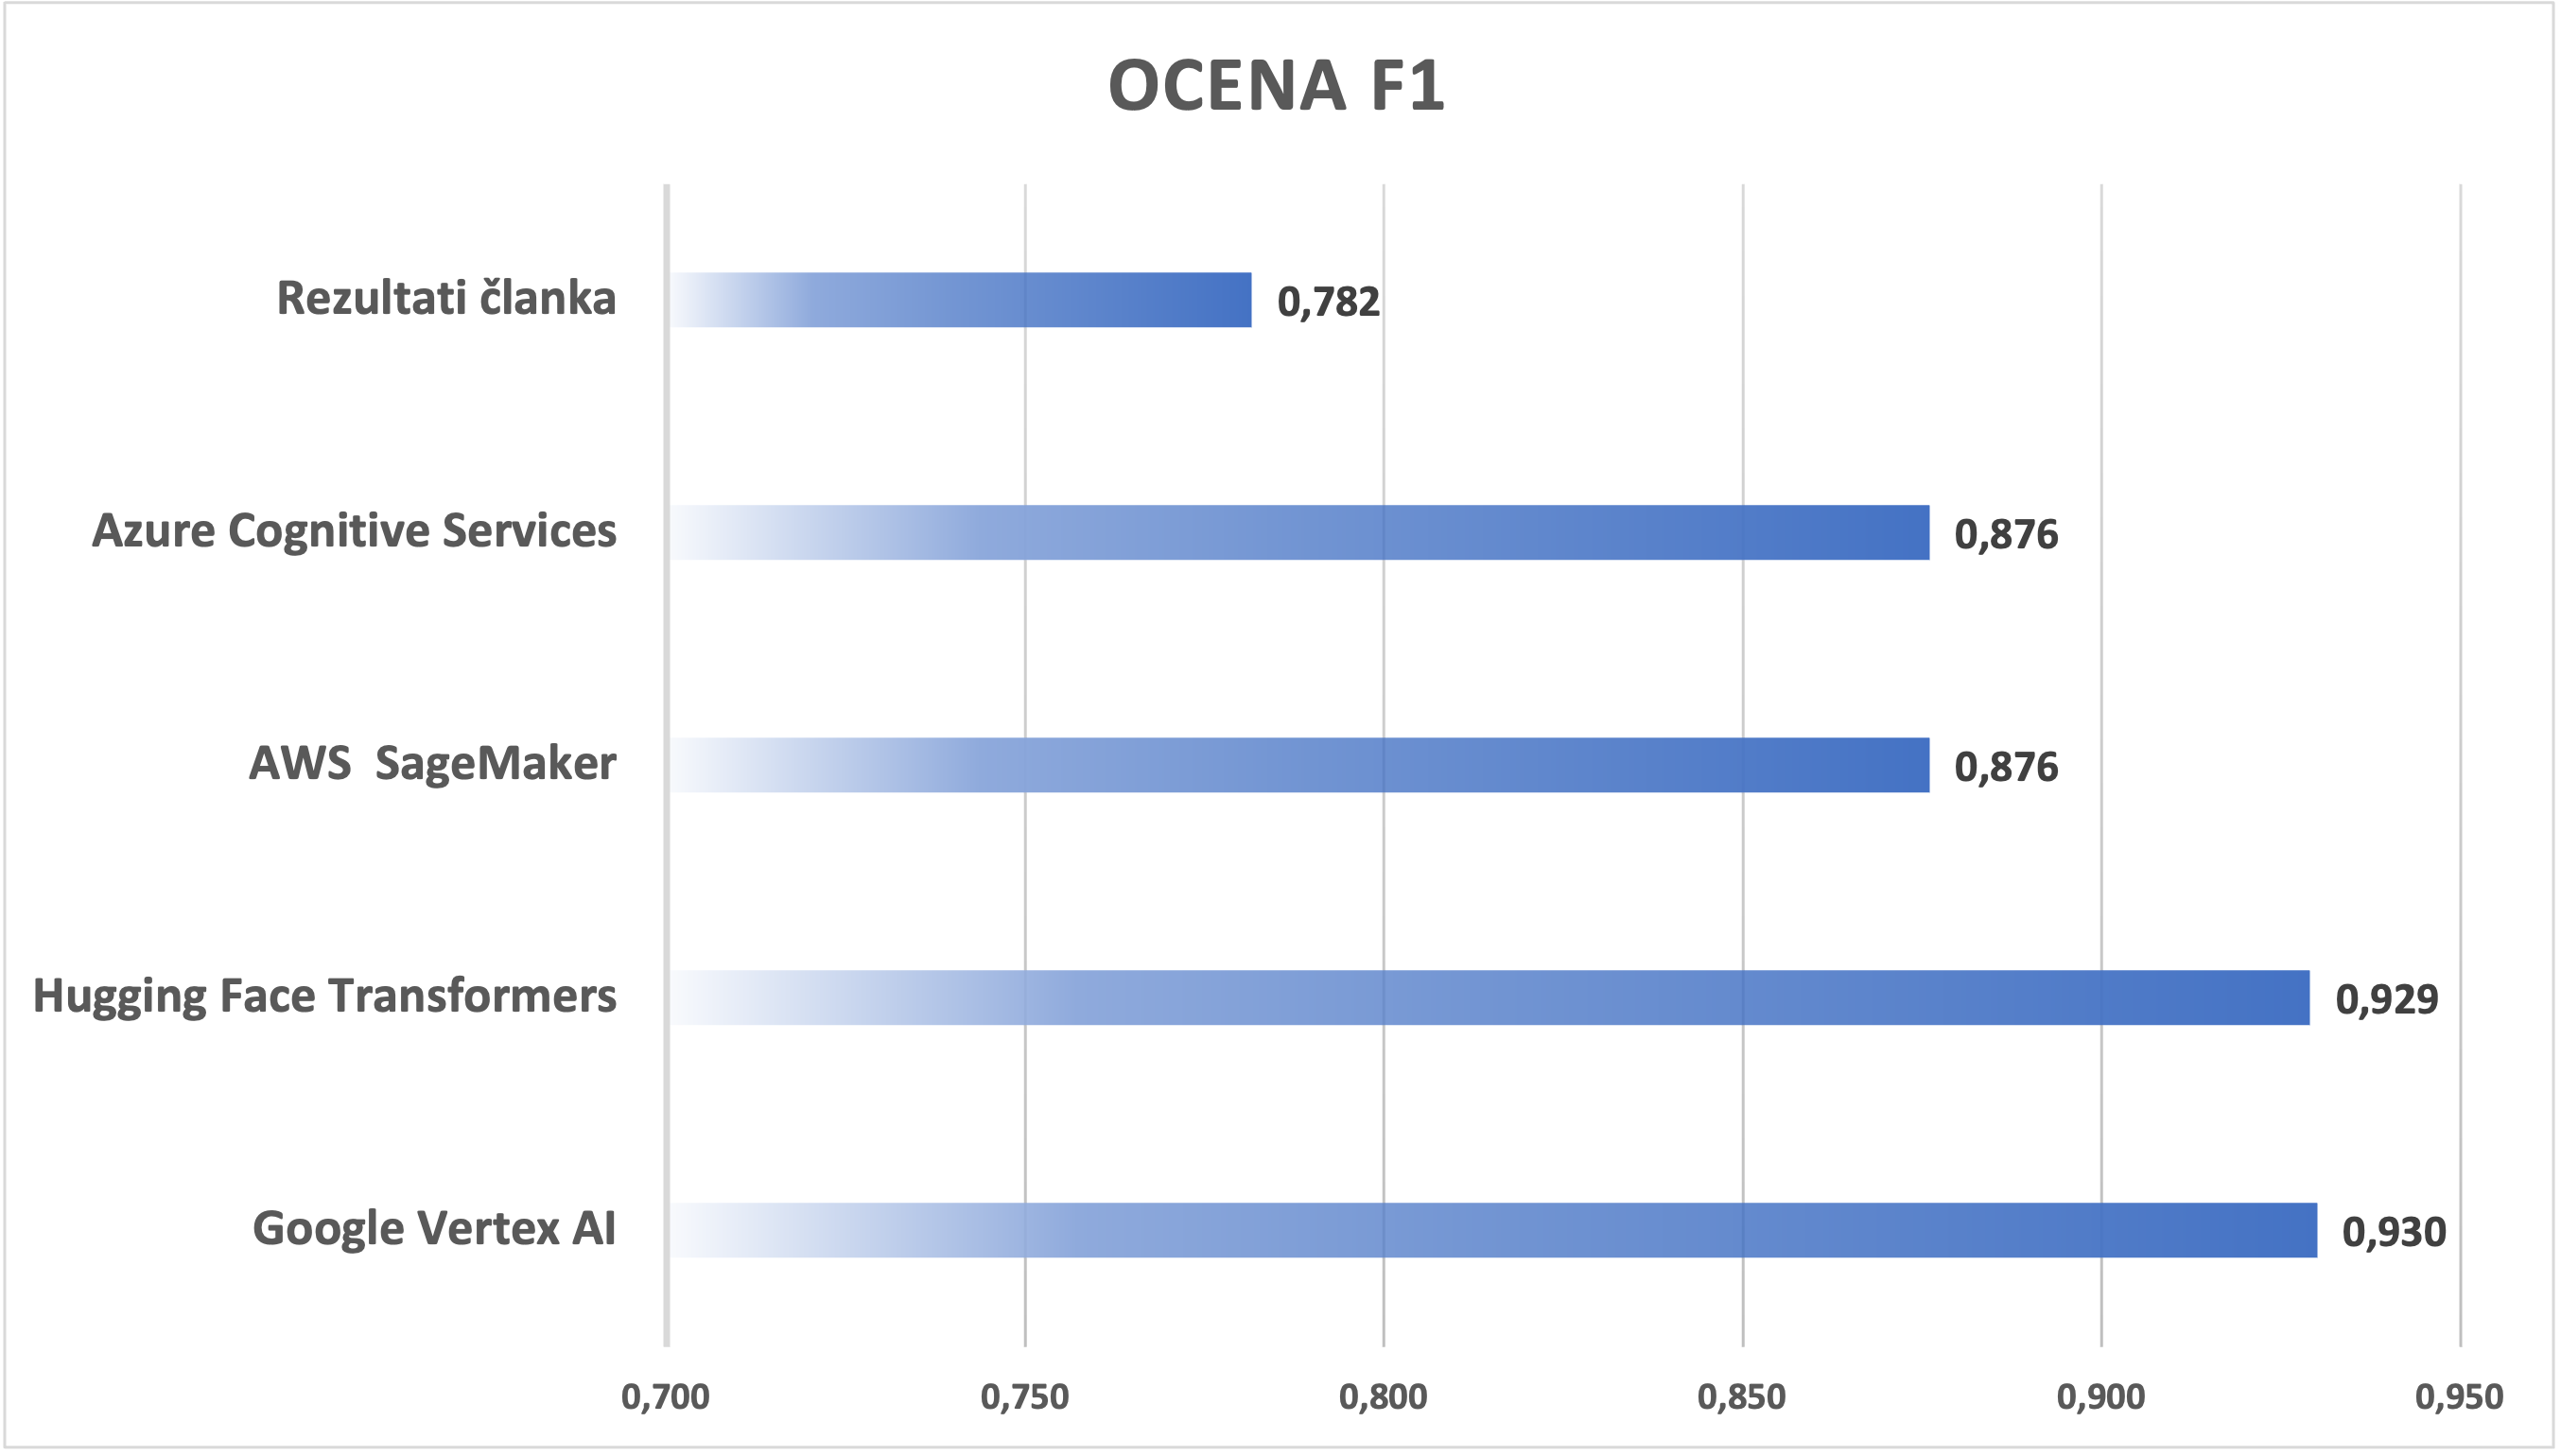 OCENA F1
Rezultati članka
0,782
Azure Cognitive Services
0,876
AWS  SageMaker
0,876
Hugging Face Transformers
0,929
Google Vertex AI
0,930
0,700 0,750 0,800 0,850 0,900 0,950